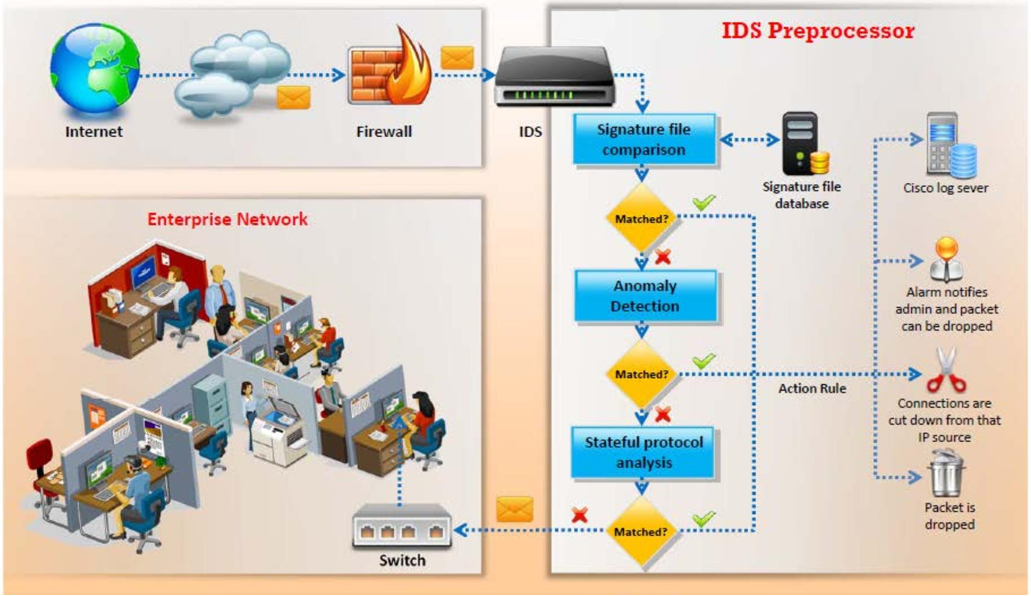 IDS Preprocessor
Internet
Firewall
IDS
Signature file
comparison
Signature file
database
Cisco log sever
Matched?
Enterprise Network
Anomaly
Detection
Alarm notifies
admin and packet
can be dropped
Matched?
Action Rule
Connections are
cut down from that
IP source
Stateful protocol
analysis
Packet is
dropped
Matched?
Switch